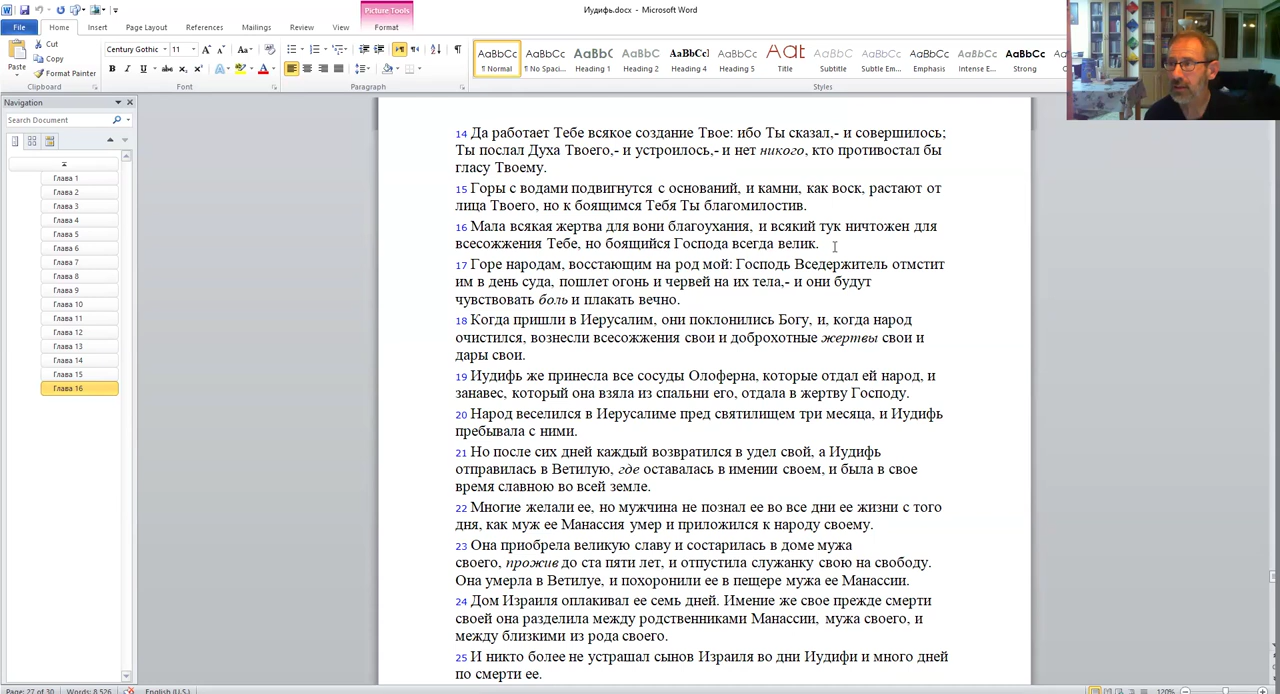 Picture Tools
Иудифь.docx - Microsoft Word
File Home Insert Page Layout References Mailings Review View Format
Paste
Cut
Copy
Format Painter
Century Gothic 11
AaBbCc AaBbCc AaBbC AaBbCc AaBbCcI AaBbCc Aat AaBbCc AaBbCc AaBbCc AaBbCc AaBbCc
¶ Normal ¶ No Spaci... Heading 1 Heading 2 Heading 4 Heading 5 Title Subtitle Subtle Em... Emphasis Intense E... Strong
Clipboard Font Paragraph Styles
Navigation
Search Document
Глава 1
Глава 2
Глава 3
Глава 4
Глава 5
Глава 6
Глава 7
Глава 8
Глава 9
Глава 10
Глава 11
Глава 12
Глава 13
Глава 14
Глава 15
Глава 16
14 Да работает Тебе всякое создание Твое: ибо Ты сказал,- и совершилось;
Ты послал Духа Твоего,- и устроилось,- и нет никого, кто противостал бы
гласу Твоему.
15 Горы с водами подвигнутся с оснований, и камни, как воск, растают от
лица Твоего, но к боящимся Тебя Ты благомилостив.
16 Мала всякая жертва для вони благоухания, и всякий тук ничтожен для
всесожжения Тебе, но боящийся Господа всегда велик.
17 Горе народам, восстающим на род мой: Господь Вседержитель отмстит
им в день суда, пошлет огонь и червей на их тела,- и они будут
чувствовать боль и плакать вечно.
18 Когда пришли в Иерусалим, они поклонились Богу, и, когда народ
очистился, вознесли всесожжения свои и доброхотные жертвы свои и
дары свои.
19 Иудифь же принесла все сосуды Олоферна, которые отдал ей народ, и
занавес, который она взяла из спальни его, отдала в жертву Господу.
20 Народ веселился в Иерусалиме пред святилищем три месяца, и Иудифь
пребывала с ними.
21 Но после сих дней каждый возвратился в удел свой, а Иудифь
отправилась в Ветилую, где оставалась в имении своем, и была в свое
время славною во всей земле.
22 Многие желали ее, но мужчина не познал ее во все дни ее жизни с того
дня, как муж ее Манассия умер и приложился к народу своему.
23 Она приобрела великую славу и состарилась в доме мужа
своего, прожив до ста пяти лет, и отпустила служанку свою на свободу.
Она умерла в Ветилуе, и похоронили ее в пещере мужа ее Манассии.
24 Дом Израиля оплакивал ее семь дней. Имение же свое прежде смерти
своей она разделила между родственниками Манассии, мужа своего, и
между близкими из рода своего.
25 И никто более не устрашал сынов Израиля во дни Иудифи и много дней
по смерти ее.
Page: 27 of 30 Words: 8,526 English (U.S.) 120%